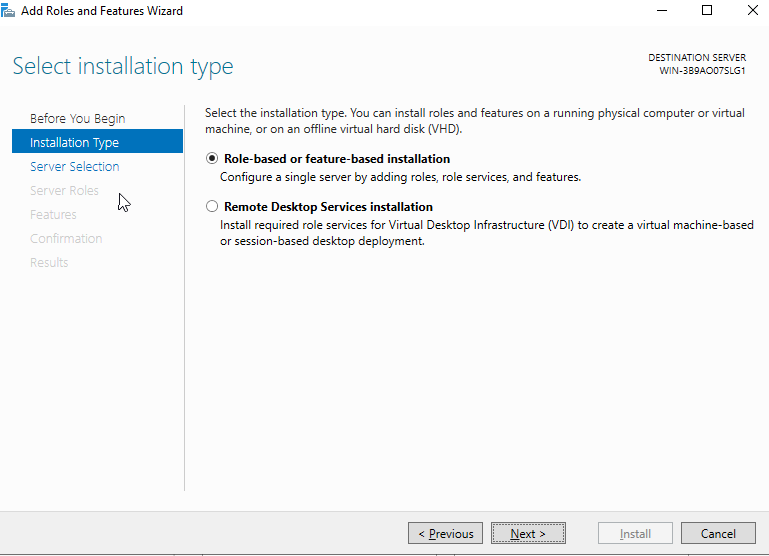 Add Roles and Features Wizard
Select installation type
DESTINATION SERVER
WIN-3B9AO07SLG1
Before You Begin
Installation Type
Server Selection
Server Roles
Features
Confirmation
Results
Select the installation type. You can install roles and features on a running physical computer or virtual
machine, or on an offline virtual hard disk (VHD).
Role-based or feature-based installation
Configure a single server by adding roles, role services, and features.
Remote Desktop Services installation
Install required role services for Virtual Desktop Infrastructure (VDI) to create a virtual machine-based
or session-based desktop deployment.
< Previous
Next >
Install
Cancel